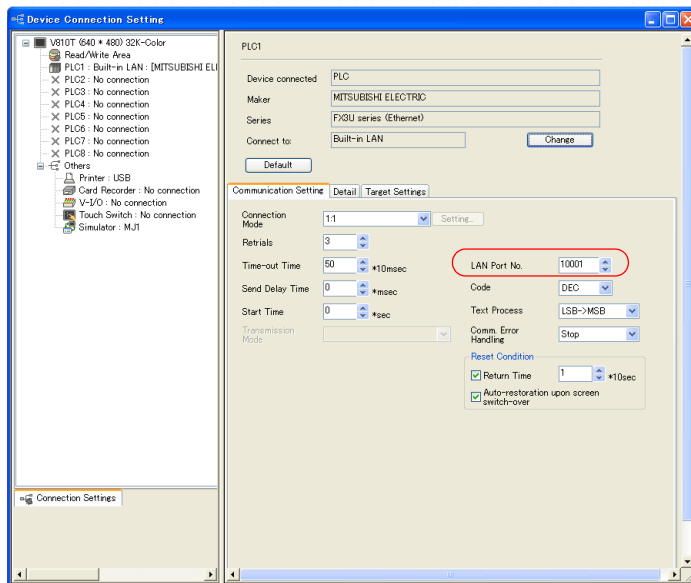 Device Connection Setting
V810T (640 * 480) 32K-Color
Read/Write Area
PLC1 : Built-in LAN : [MITSUBISHI ELI
PLC2 : No connection
PLC3 : No connection
PLC4 : No connection
PLC5 : No connection
PLC6 : No connection
PLC7 : No connection
PLC8 : No connection
Others
Printer : USB
Card Recorder : No connection
V-I/O : No connection
Touch Switch : No connection
Simulator : MJ1
Connection Settings
PLC1
Device connected PLC
Maker MITSUBISHI ELECTRIC
Series FX3U series (Ethernet)
Connect to: Built-in LAN Change
Default
Communication Setting Detail Target Settings
Connection Mode 1:1 Setting...
Retrials 3
Time-out Time 50 *10msec
Send Delay Time 0 *msec
Start Time 0 *sec
Transmission Mode
LAN Port No. 10001
Code DEC
Text Process LSB->MSB
Comm. Error Handling Stop
Reset Condition
Return Time 1 *10sec
Auto-restoration upon screen
switch-over